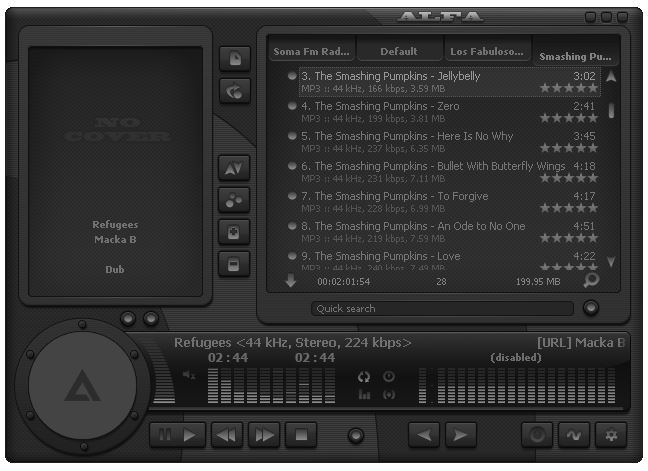 ALFA
Soma Fm Rad...
Default
Los Fabuloso...
Smashing Pu...
3. The Smashing Pumpkins - Jellybelly 3:02
MP3 :: 44 kHz, 166 kbps, 3.59 MB
4. The Smashing Pumpkins - Zero 2:41
MP3 :: 44 kHz, 199 kbps, 3.81 MB
5. The Smashing Pumpkins - Here Is No Why 3:45
MP3 :: 44 kHz, 237 kbps, 6.35 MB
6. The Smashing Pumpkins - Bullet With Butterfly Wings 4:18
MP3 :: 44 kHz, 231 kbps, 7.11 MB
7. The Smashing Pumpkins - To Forgive 4:17
MP3 :: 44 kHz, 228 kbps, 6.99 MB
8. The Smashing Pumpkins - An Ode to No One 4:51
MP3 :: 44 kHz, 219 kbps, 7.59 MB
9. The Smashing Pumpkins - Love 4:22
MP3 :: 44 kHz, 240 kbps, 7.49 MB
00:02:01:54 28 199.95 MB
Quick search
NO
COVER
Refugees
Macka B
Dub
Refugees <44 kHz, Stereo, 224 kbps> [URL] Macka B
02:44 02:44 (disabled)